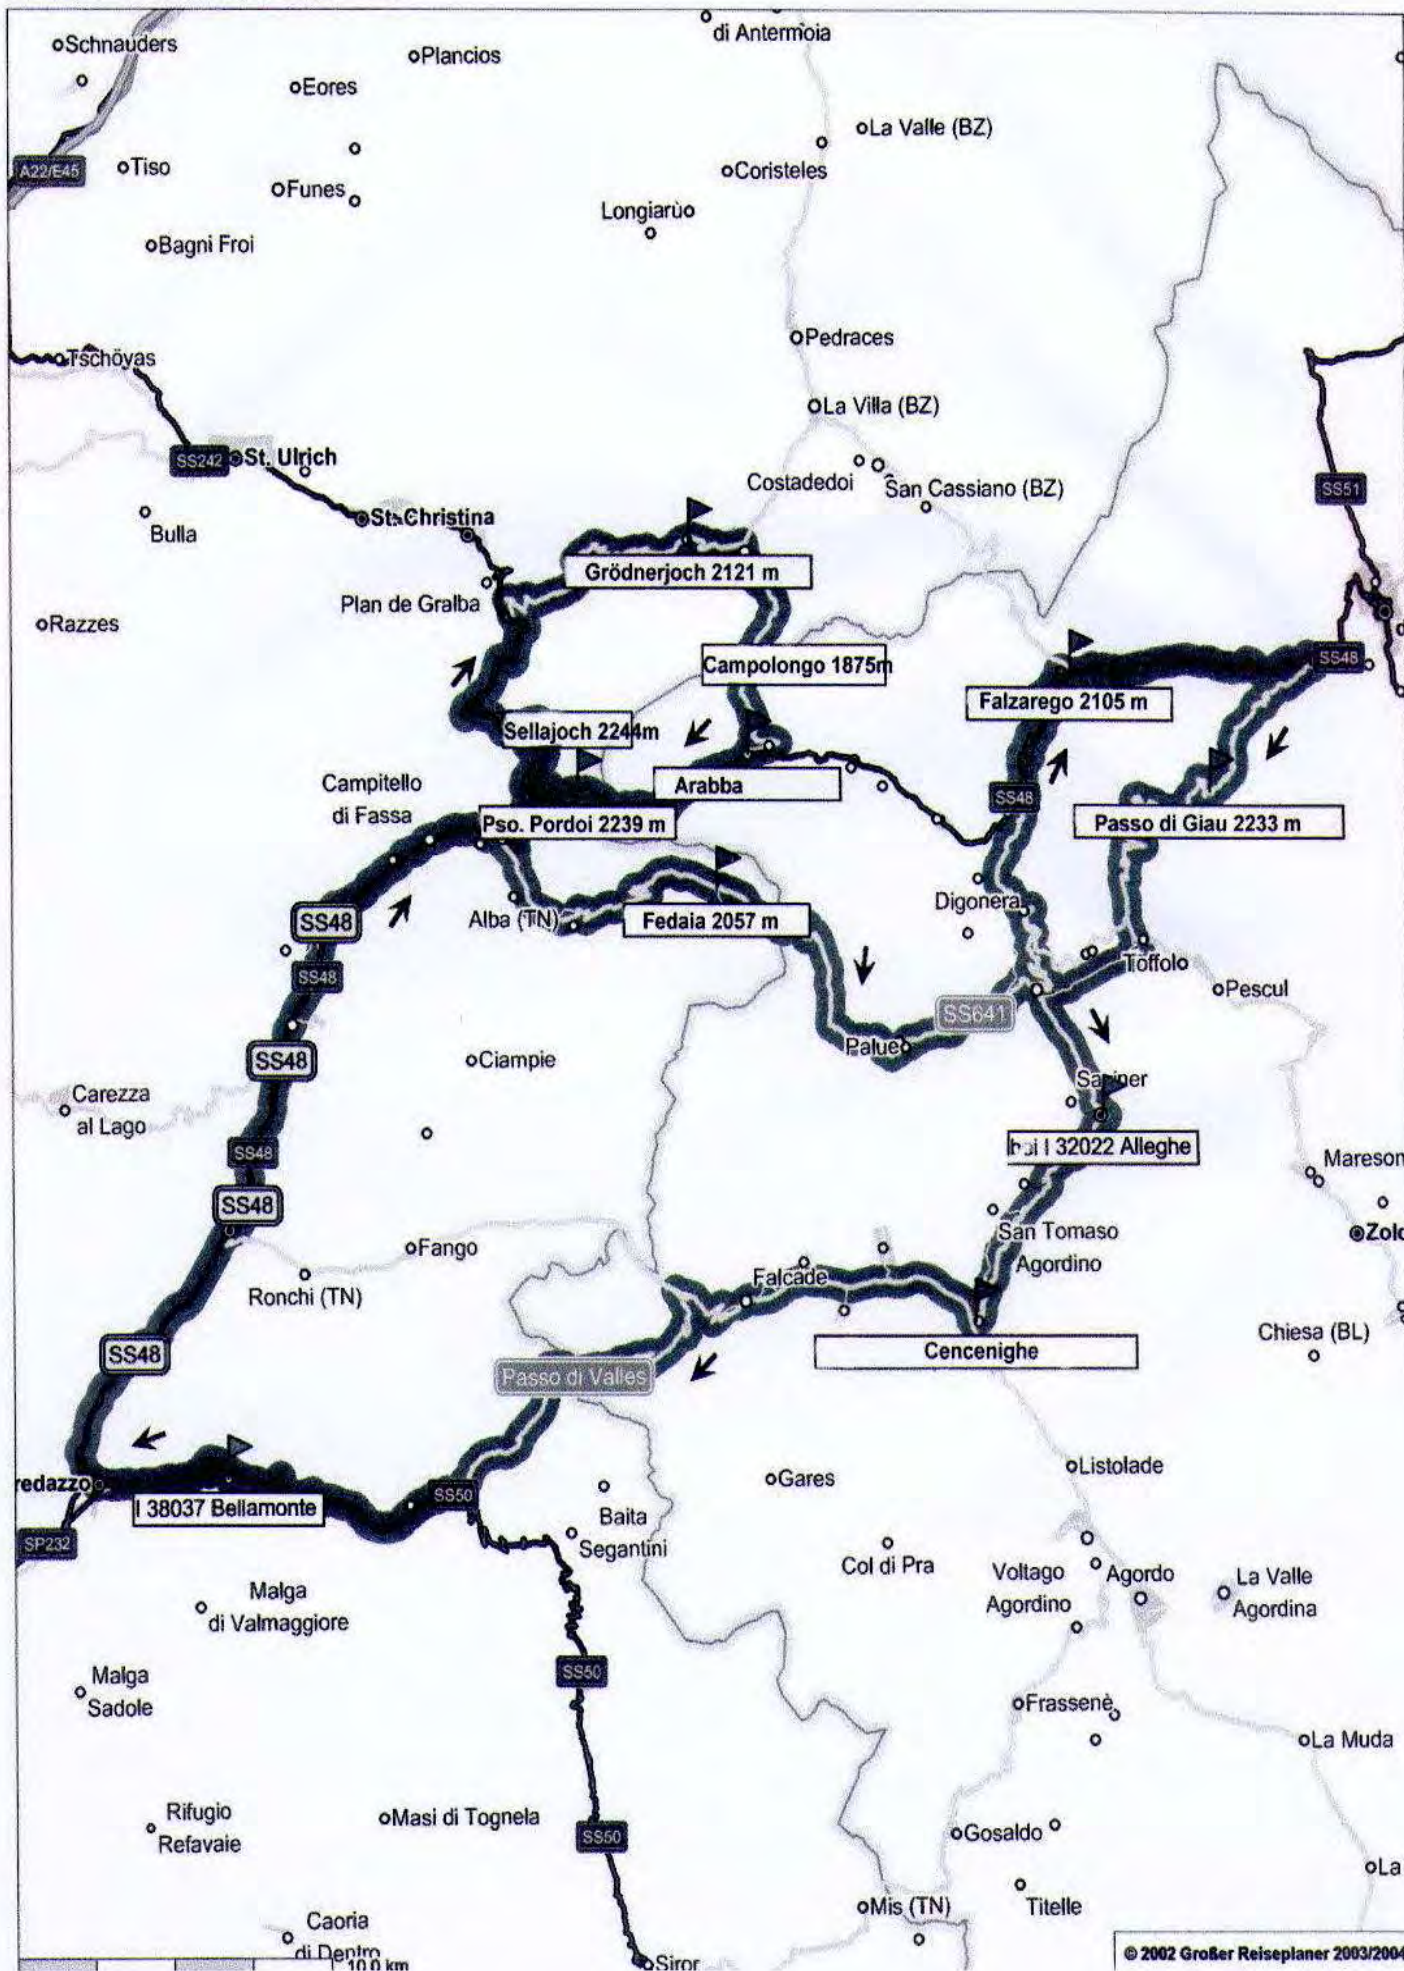 di Antermoia
Schnauders
Plancios
Eores
La Valle (BZ)
A22/E45
Tiso
Coristeles
Funes
Longiarù
Bagni Froi
Pedraces
Tschövas
La Villa (BZ)
SS242
St. Ulrich
Costadedoi
San Cassiano (BZ)
SS51
St. Christina
Bulla
Grödnerjoch 2121 m
Plan de Gralba
Razzes
SS48
Campolongo 1875m
Falzarego 2105 m
Sellajoch 2244m
Campitello
di Fassa
Arabba
SS48
Pso. Pordoi 2239 m
Passo di Giau 2233 m
Digonera
SS48
Alba (TN)
Fedaia 2057 m
SS48
Toffolo
Pescul
SS641
Palue
SS48
Ciampie
Saviner
Carezza
al Lago
SS48
I 32022 Alleghe
Mareson
SS48
Zolc
San Tomaso
Agordino
Fango
Falcade
Ronchi (TN)
Chiesa (BL)
SS48
Cencenighe
Passo di Valles
Listolade
redazzo
Gares
I 38037 Bellamonte
SS50
Baita
Segantini
SP232
Col di Pra
Voltago
Agordino
Agordo
La Valle
Agordina
Malga
di Valmaggiore
SS50
Malga
Sadole
Frassenè
La Muda
Rifugio
Refavaie
Masi di Tognela
SS50
Gosaldo
La
Mis (TN)
Titelle
Caoria
di Dentro
10,0 km
Siror
© 2002 Großer Reiseplaner 2003/2004